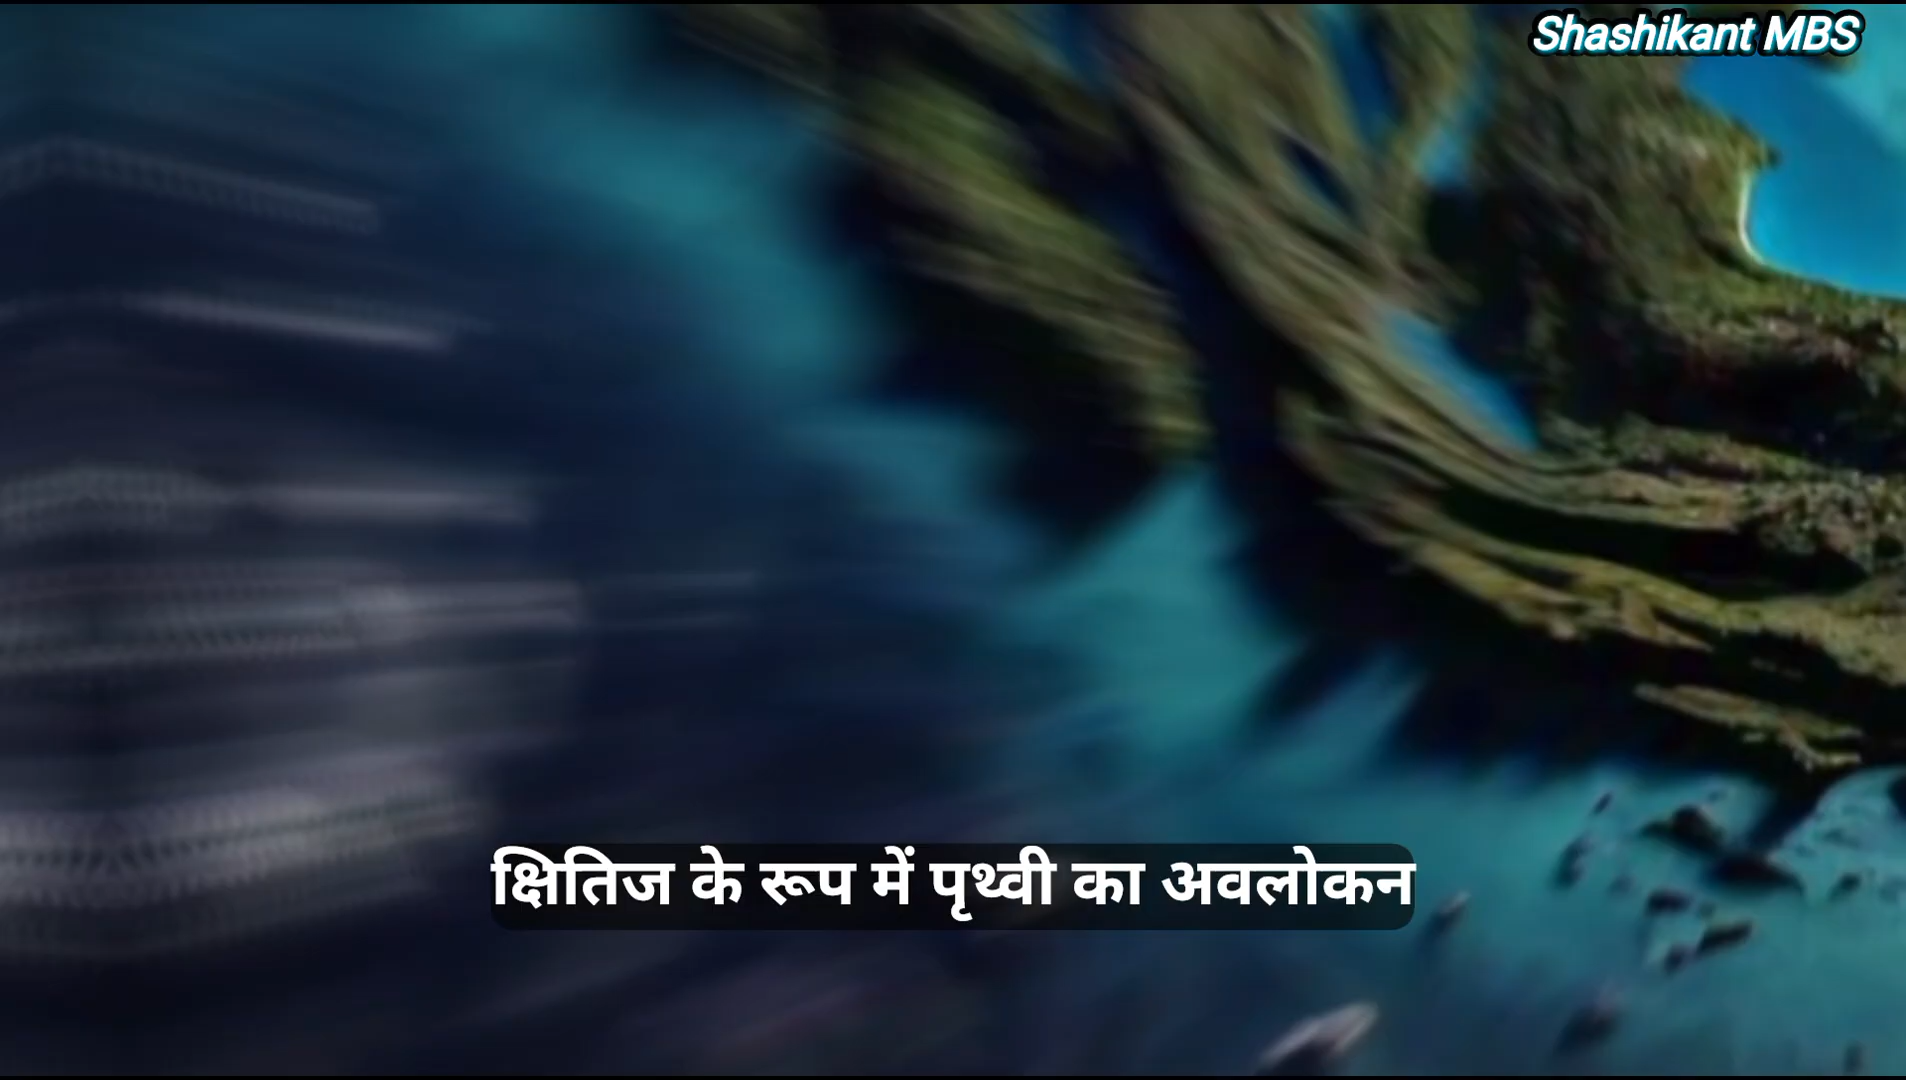 Shashikant MBS
क्षितिज के रूप में पृथ्वी का अवलोकन